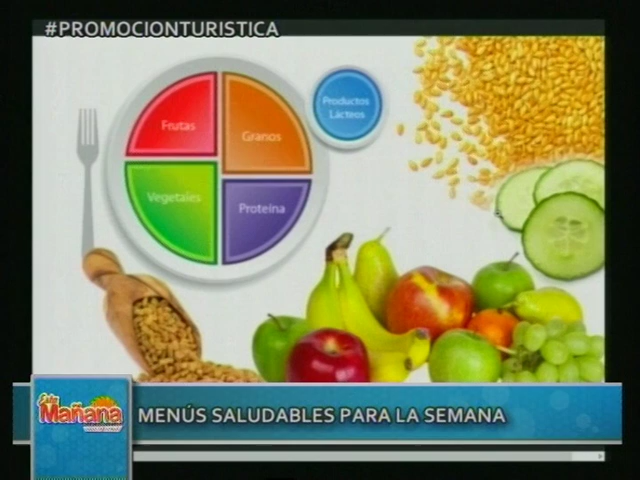 #PROMOCIONTURISTICA
Frutas
Granos
Productos
Lácteos
Vegetales
Proteína
Mañana
MENÚS SALUDABLES PARA LA SEMANA